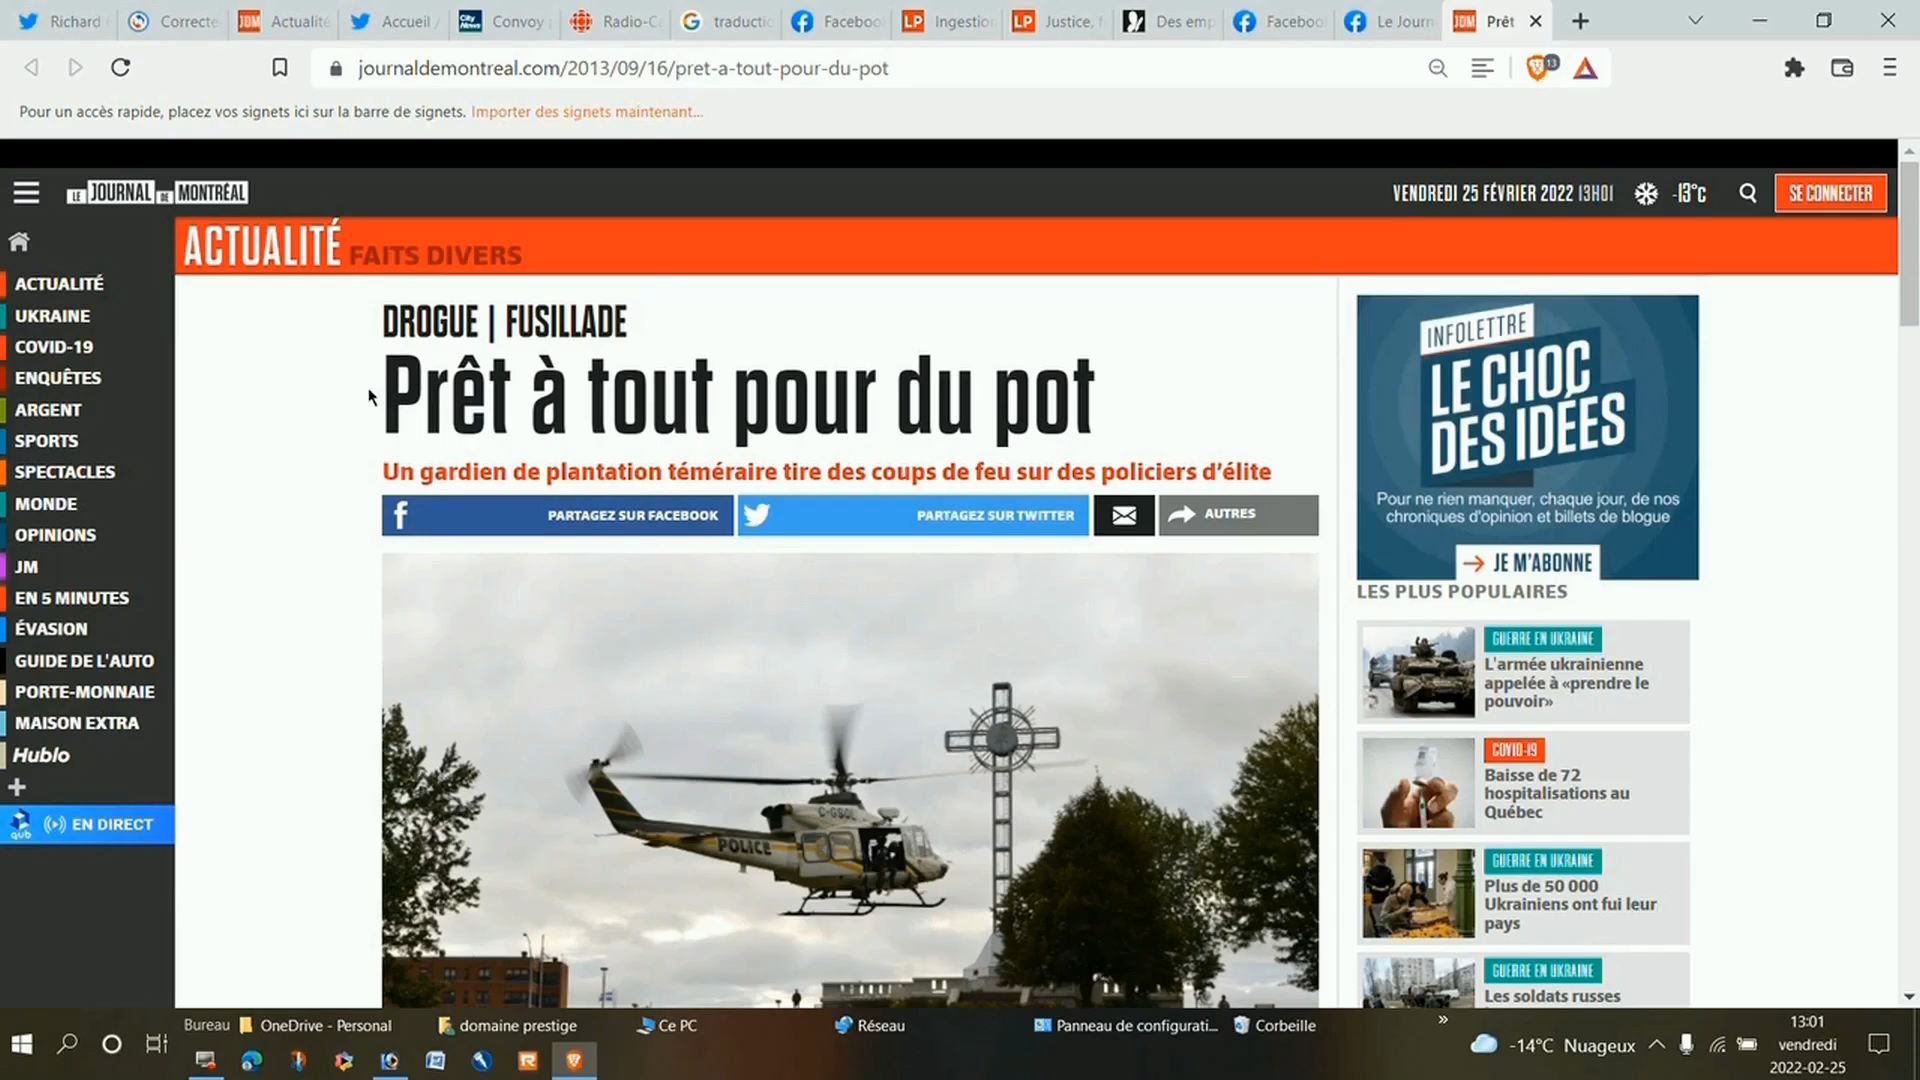 Richard
Correcte
Actualité
Accueil /
Convoy
Radio-C
traducti
Facebo
Ingestio
Justice, f
Des emp
Faceboo
Le Journ
Prêt
journaldemontreal.com/2013/09/16/pret-a-tout-pour-du-pot
13
Pour un accès rapide, placez vos signets ici sur la barre de signets. Importer des signets maintenant...
LE JOURNAL DE MONTRÉAL
VENDREDI 25 FÉVRIER 2022 13H01
-13°C
SE CONNECTER
ACTUALITÉ FAITS DIVERS
ACTUALITÉ
UKRAINE
COVID-19
ENQUÊTES
ARGENT
SPORTS
SPECTACLES
MONDE
OPINIONS
JM
EN 5 MINUTES
ÉVASION
GUIDE DE L'AUTO
PORTE-MONNAIE
MAISON EXTRA
Hublo
qub EN DIRECT
DROGUE | FUSILLADE
Prêt à tout pour du pot
Un gardien de plantation téméraire tire des coups de feu sur des policiers d’élite
PARTAGEZ SUR FACEBOOK
PARTAGEZ SUR TWITTER
AUTRES
C-GSQL
POLICE
INFOLETTRE
LE CHOC
DES IDÉES
Pour ne rien manquer, chaque jour, de nos
chroniques d'opinion et billets de blogue
JE M'ABONNE
LES PLUS POPULAIRES
GUERRE EN UKRAINE
L'armée ukrainienne
appelée à «prendre le
pouvoir»
COVID-19
Baisse de 72
hospitalisations au
Québec
GUERRE EN UKRAINE
Plus de 50 000
Ukrainiens ont fui leur
pays
GUERRE EN UKRAINE
Les soldats russes
Bureau
OneDrive - Personal
domaine prestige
Ce PC
Réseau
Panneau de configurati...
Corbeille
-14°C Nuageux
13:01
vendredi
2022-02-25